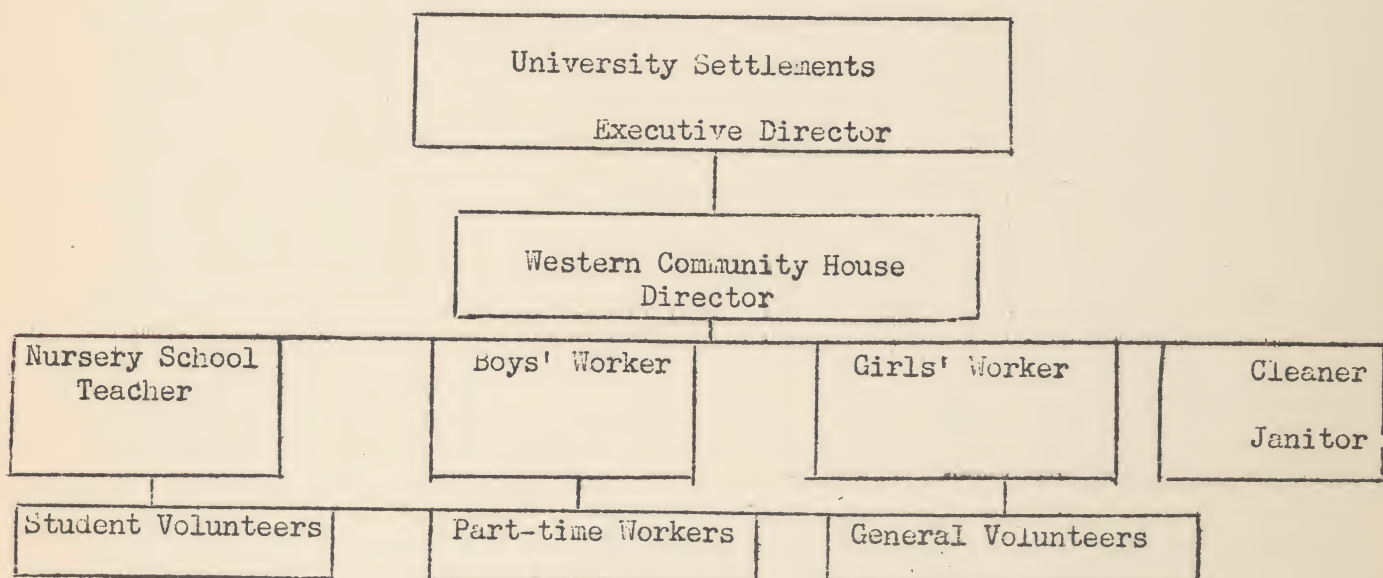 University Settlements
Executive Director
Western Community House
Director
Nursery School
Teacher
Boys' Worker
Girls' Worker
Cleaner
Janitor
Student Volunteers
Part-time Workers
General Volunteers